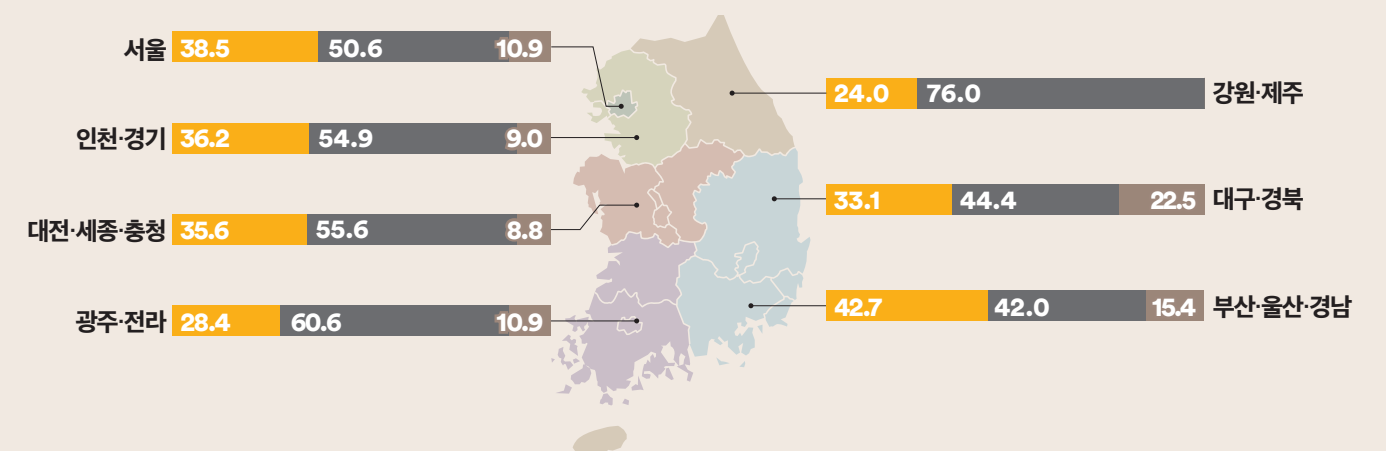 서울 38.5 50.6 10.9
인천·경기 36.2 54.9 9.0
대전·세종·충청 35.6 55.6 8.8
광주·전라 28.4 60.6 10.9
24.0 76.0 강원·제주
33.1 44.4 22.5 대구·경북
42.7 42.0 15.4 부산·울산·경남